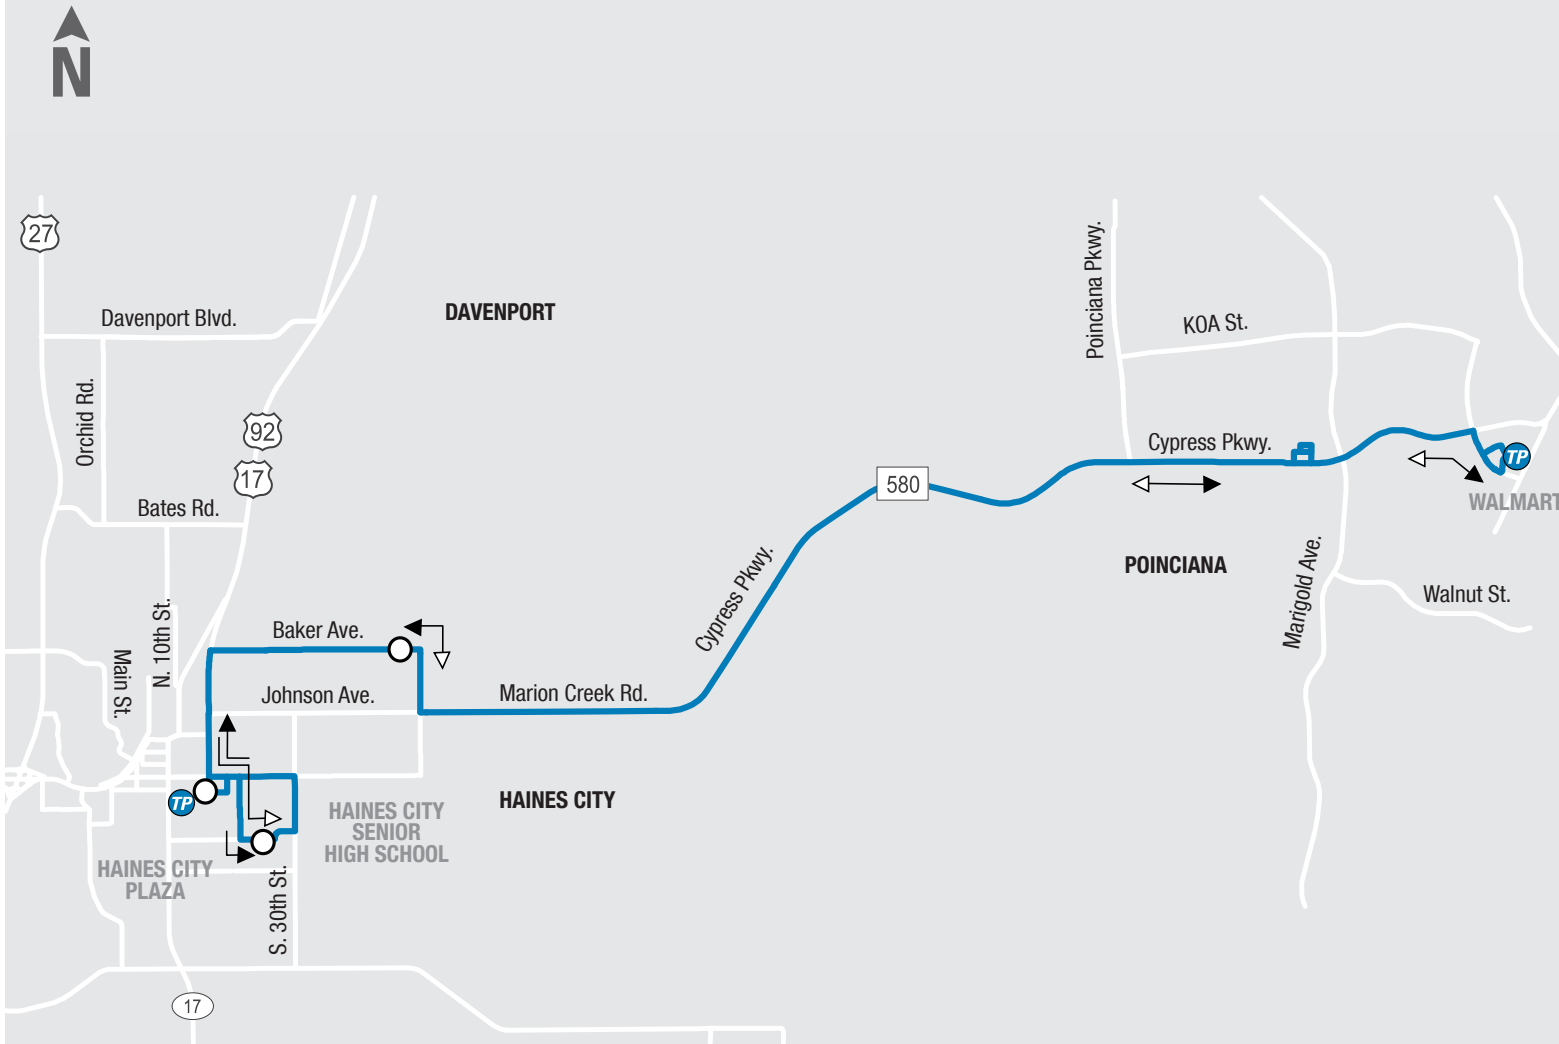 N
27
Davenport Blvd.
DAVENPORT
Poinciana Pkwy.
KOA St.
Orchid Rd.
92
17
Cypress Pkwy.
TP
580
WALMART
Bates Rd.
Cypress Pkwy.
POINCIANA
Marigold Ave.
Walnut St.
N. 10th St.
Baker Ave.
Main St.
Johnson Ave.
Marion Creek Rd.
TP
HAINES CITY
HAINES CITY
SENIOR
HIGH SCHOOL
HAINES CITY
PLAZA
S. 30th St.
17